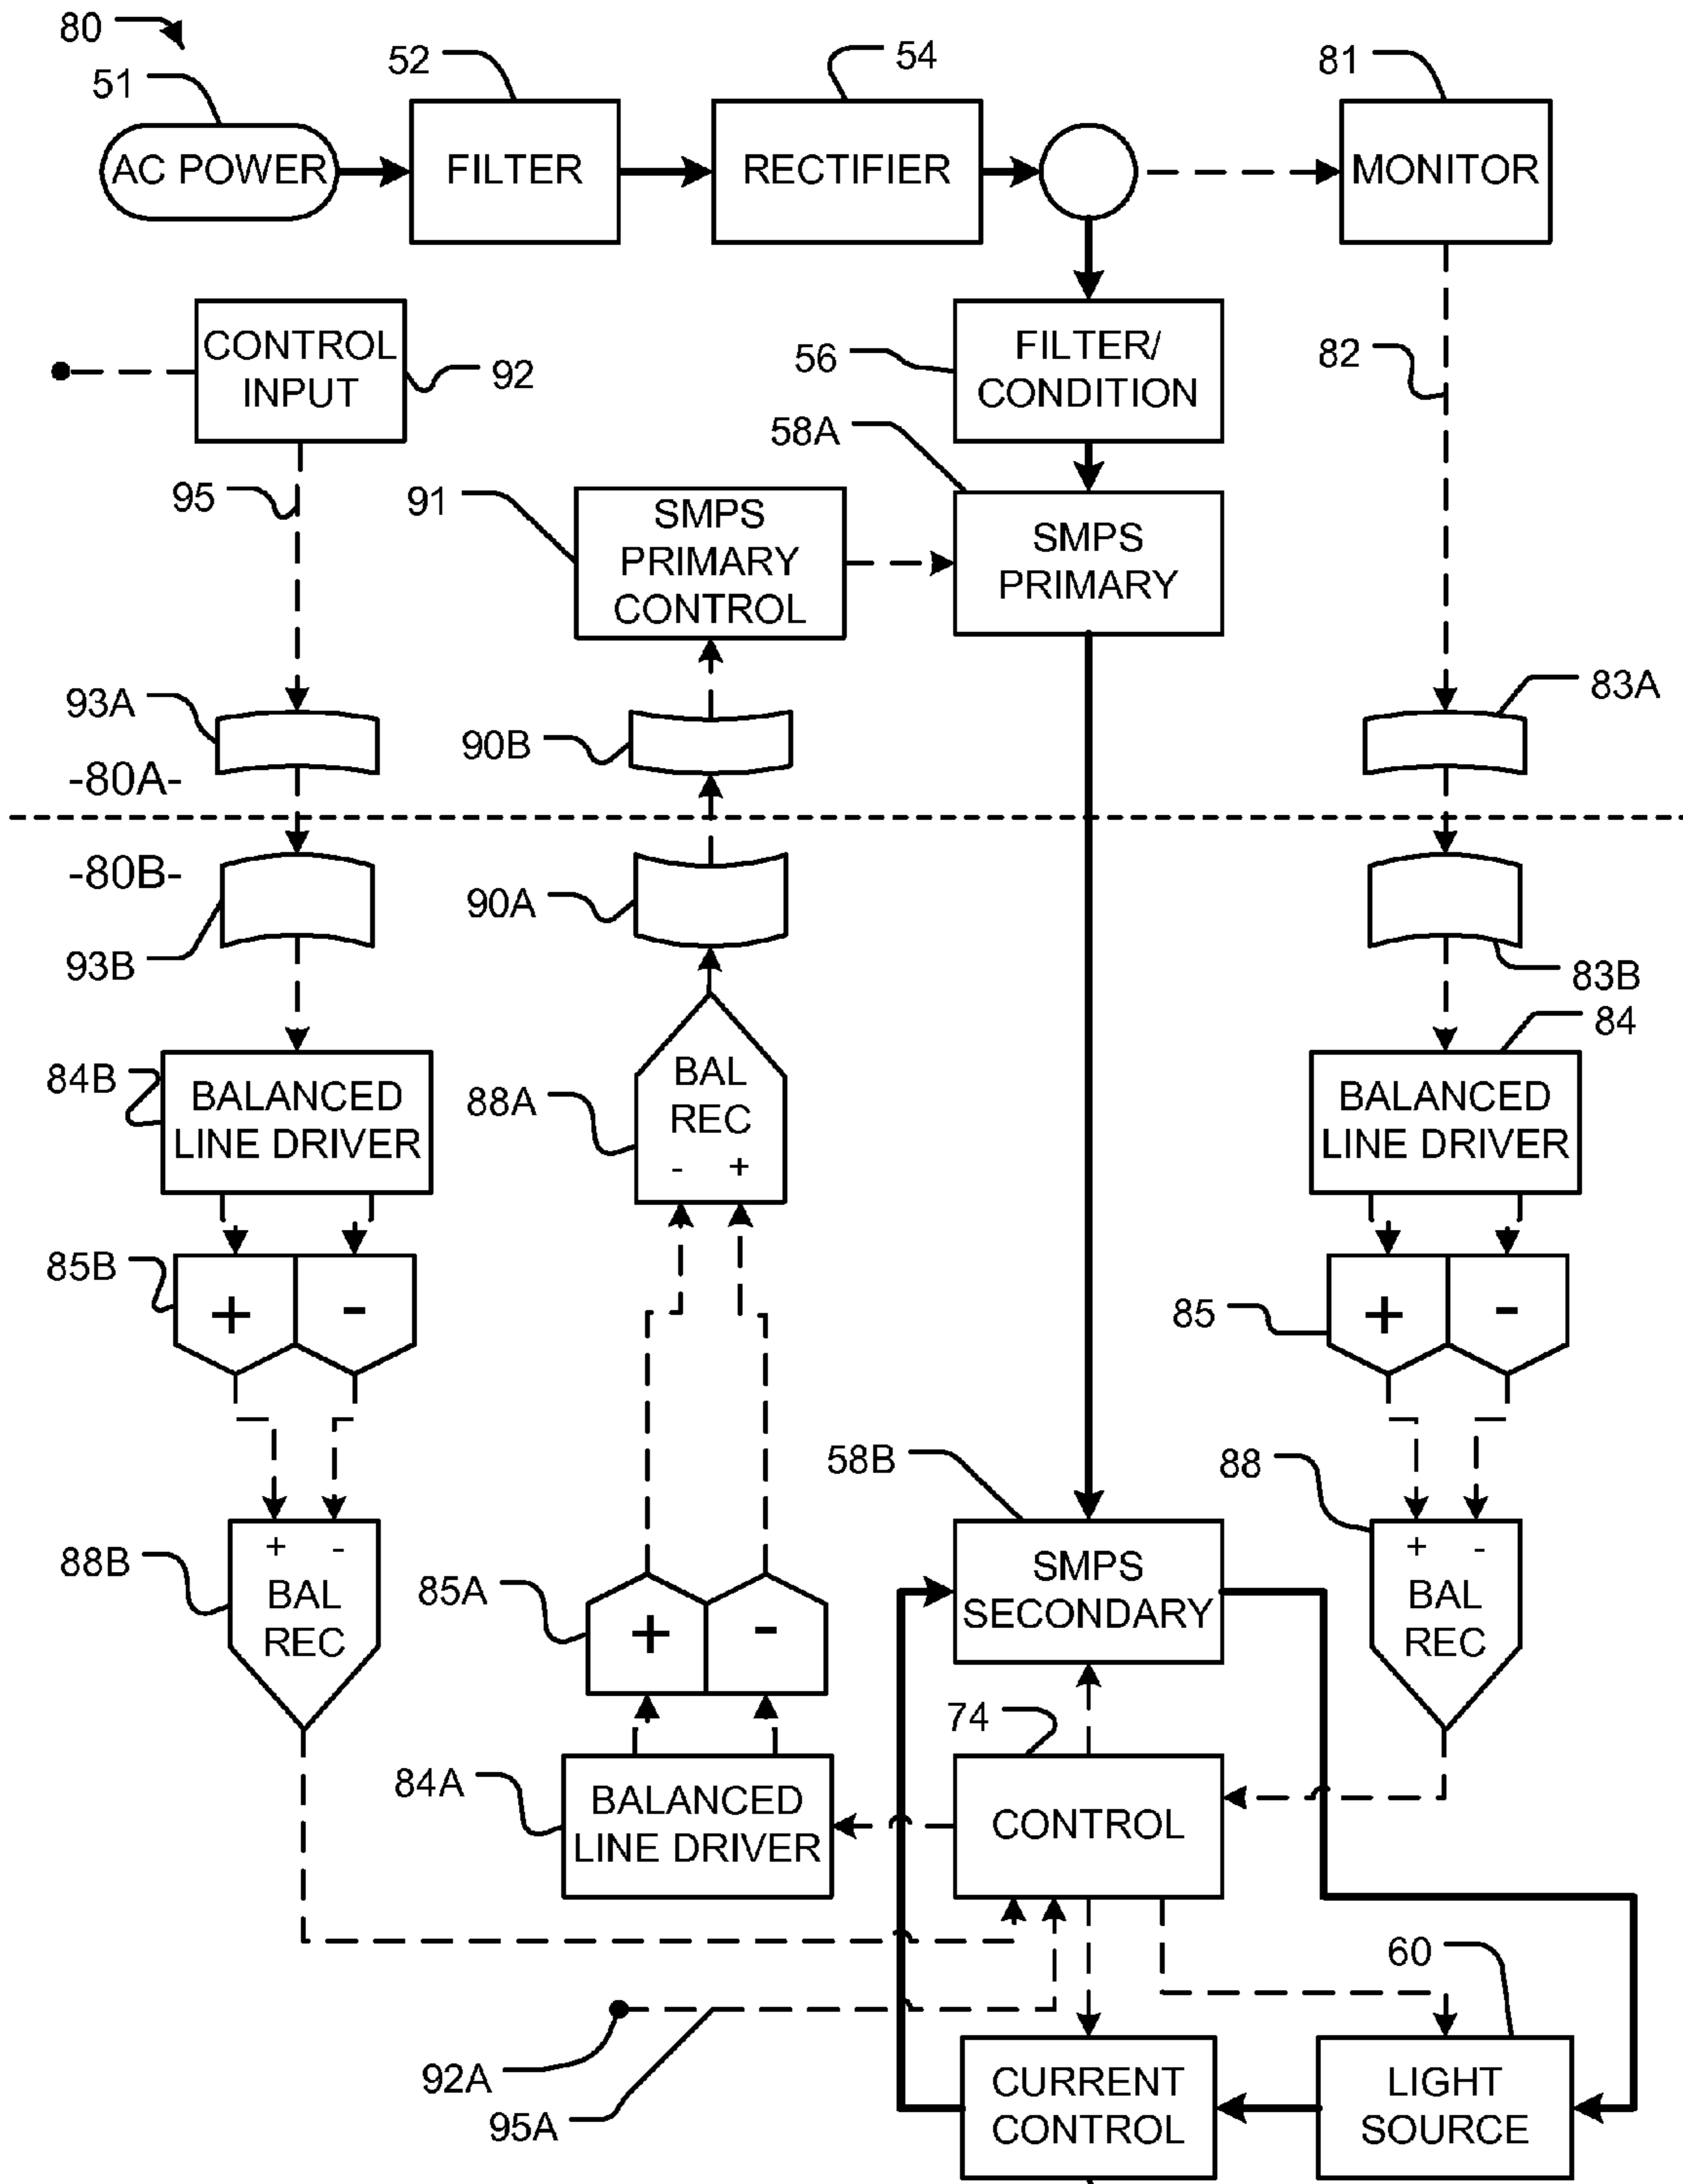 80
51
52
54
81
AC POWER
FILTER
RECTIFIER
MONITOR
CONTROL
INPUT
92
56
FILTER/
CONDITION
82
58A
95
91
SMPS
PRIMARY
CONTROL
SMPS
PRIMARY
93A
90B
83A
-80A-
-80B-
93B
90A
83B
84
84B
BALANCED
LINE DRIVER
88A
BAL
REC
- +
BALANCED
LINE DRIVER
85B
+ -
85
+ -
58B
88
88B
+ -
BAL
REC
85A
+ -
SMPS
SECONDARY
+ -
BAL
REC
74
84A
BALANCED
LINE DRIVER
CONTROL
60
92A
95A
CURRENT
CONTROL
LIGHT
SOURCE